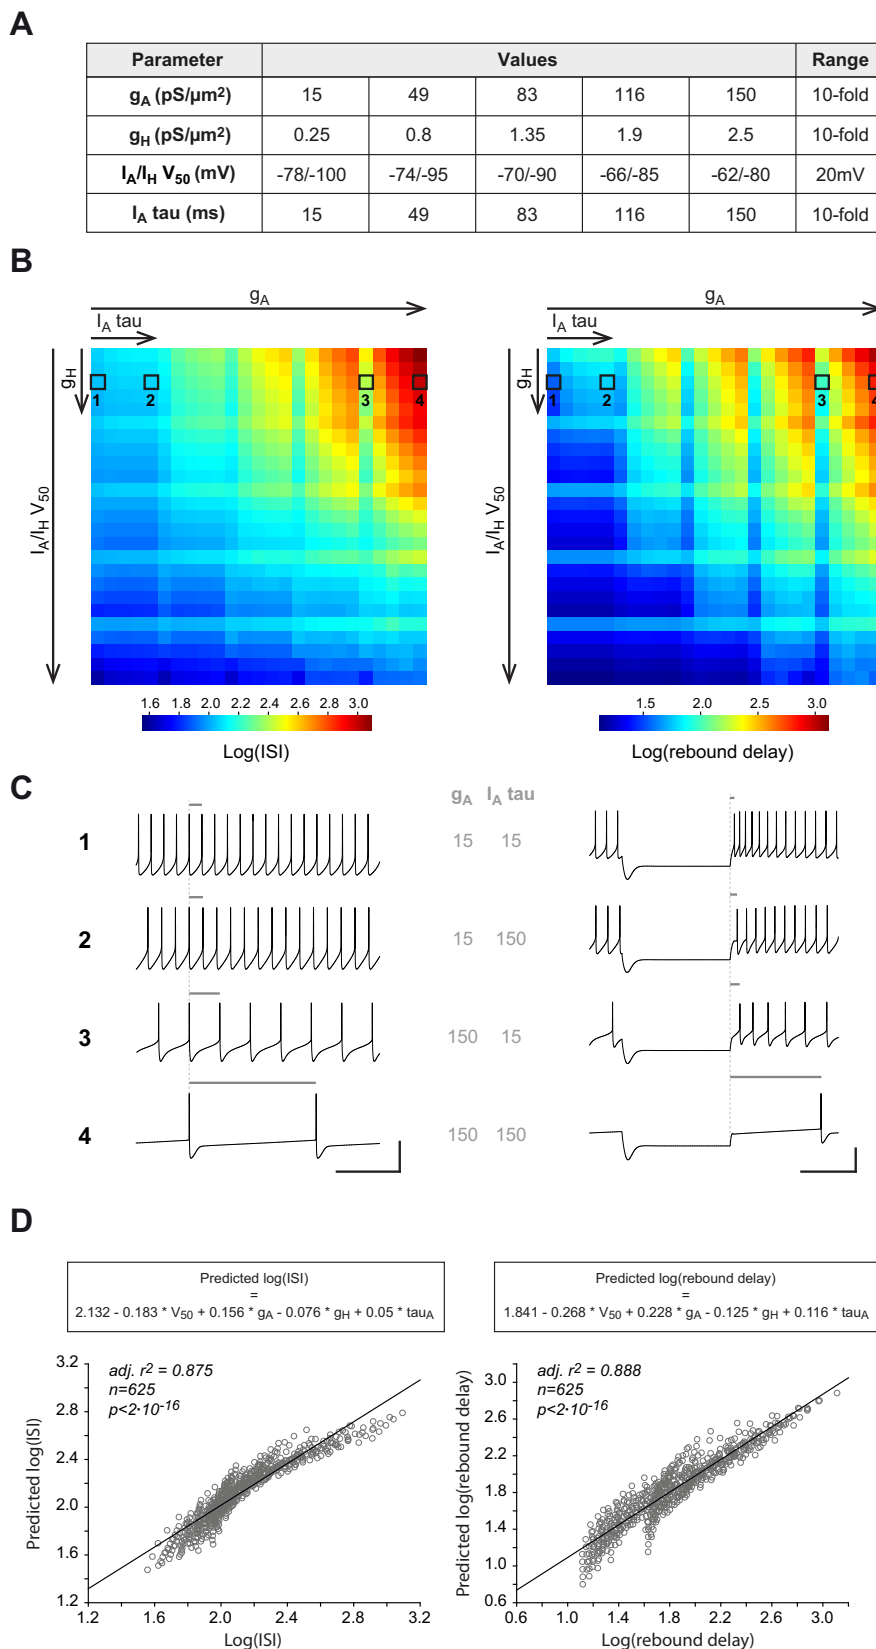 A
Parameter Values Range
gA (pS/µm²) 15 49 83 116 150 10-fold
gH (pS/µm²) 0.25 0.8 1.35 1.9 2.5 10-fold
IA/IH V50 (mV) -78/-100 -74/-95 -70/-90 -66/-85 -62/-80 20mV
IA tau (ms) 15 49 83 116 150 10-fold
B
gA
IA tau
gH
IA/IH V50
1 2 3 4
1.6 1.8 2.0 2.2 2.4 2.6 2.8 3.0
Log(ISI)
gA
IA tau
gH
IA/IH V50
1 2 3 4
1.5 2.0 2.5 3.0
Log(rebound delay)
C
gA IA tau
1 15 15
2 15 150
3 150 15
4 150 150
D
Predicted log(ISI)
=
2.132 - 0.183 * V50 + 0.156 * gA - 0.076 * gH + 0.05 * tauA
Predicted log(rebound delay)
=
1.841 - 0.268 * V50 + 0.228 * gA - 0.125 * gH + 0.116 * tauA
adj. r² = 0.875
n=625
p<2·10⁻¹⁶
Predicted log(ISI)
3.2
2.8
2.4
2.0
1.6
1.2
1.2 1.6 2.0 2.4 2.8 3.2
Log(ISI)
adj. r² = 0.888
n=625
p<2·10⁻¹⁶
Predicted log(rebound delay)
3.0
2.6
2.2
1.8
1.4
1.0
0.6
0.6 1.0 1.4 1.8 2.2 2.6 3.0
Log(rebound delay)